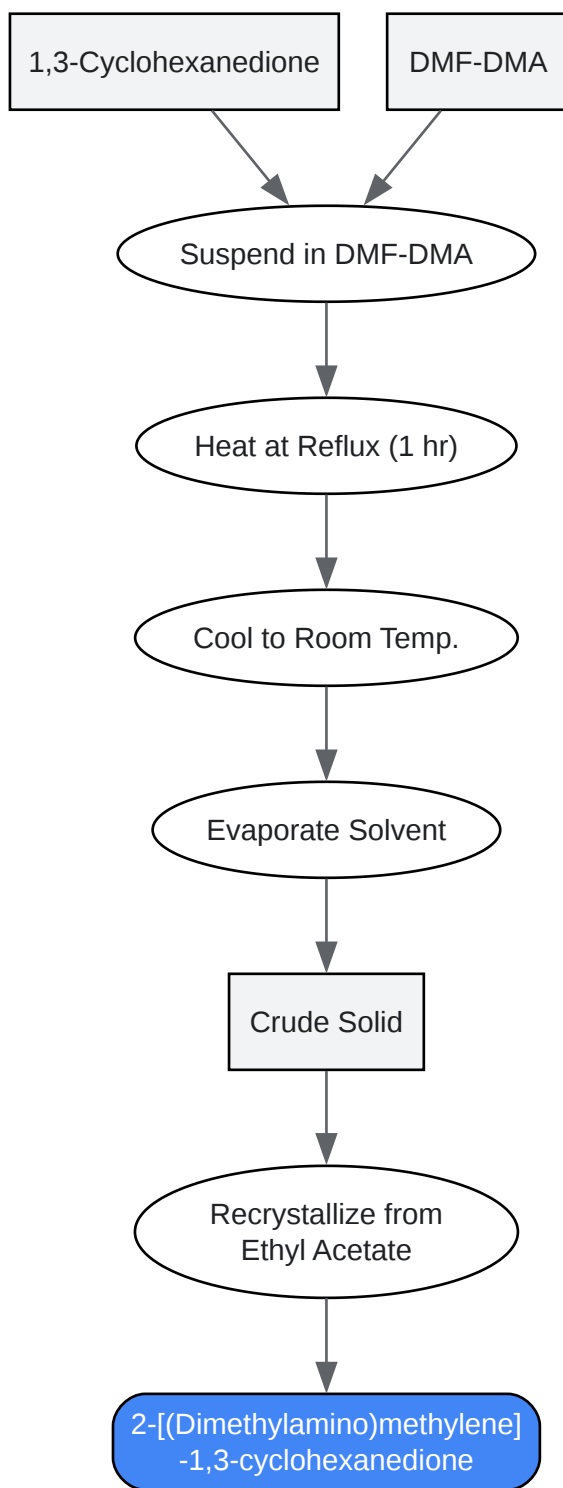 1,3-Cyclohexanedione
DMF-DMA
Suspend in DMF-DMA
Heat at Reflux (1 hr)
Cool to Room Temp.
Evaporate Solvent
Crude Solid
Recrystallize from
Ethyl Acetate
2-[(Dimethylamino)methylene]
-1,3-cyclohexanedione